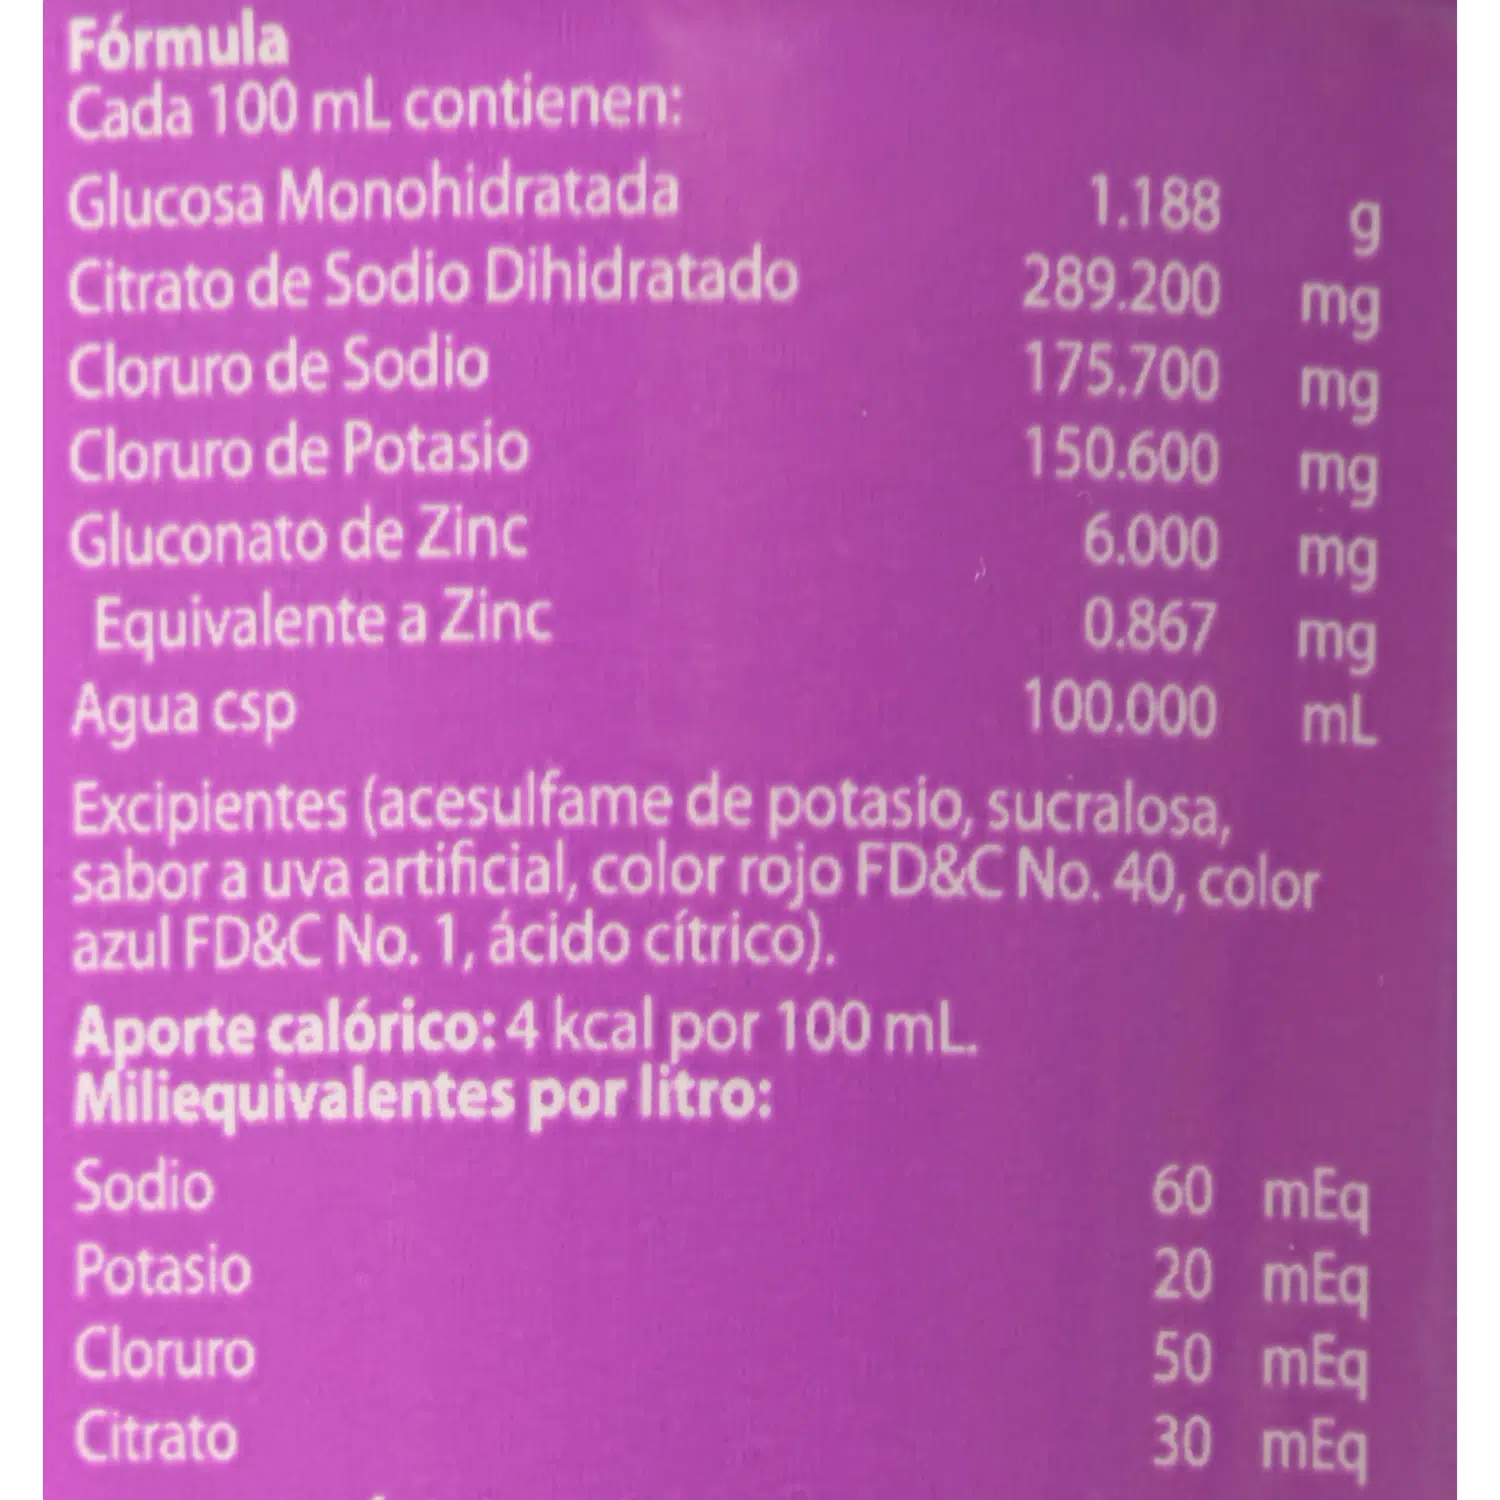 Fórmula
Cada 100 mL contienen:
Glucosa Monohidratada 1.188 g
Citrato de Sodio Dihidratado 289.200 mg
Cloruro de Sodio 175.700 mg
Cloruro de Potasio 150.600 mg
Gluconato de Zinc 6.000 mg
Equivalente a Zinc 0.867 mg
Agua csp 100.000 mL
Excipientes (acesulfame de potasio, sucralosa,
sabor a uva artificial, color rojo FD&C No. 40, color
azul FD&C No. 1, ácido cítrico).
Aporte calórico: 4 kcal por 100 mL.
Miliequivalentes por litro:
Sodio 60 mEq
Potasio 20 mEq
Cloruro 50 mEq
Citrato 30 mEq